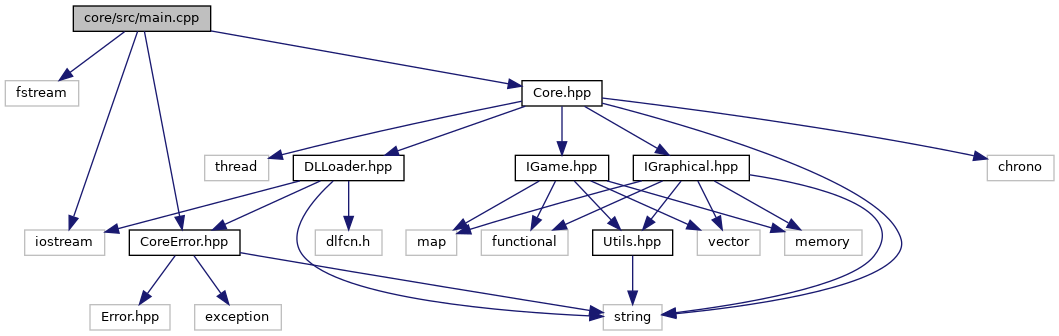 core/src/main.cpp
fstream
Core.hpp
thread
DLLoader.hpp
IGame.hpp
IGraphical.hpp
chrono
iostream
CoreError.hpp
dlfcn.h
map
functional
Utils.hpp
vector
memory
Error.hpp
exception
string